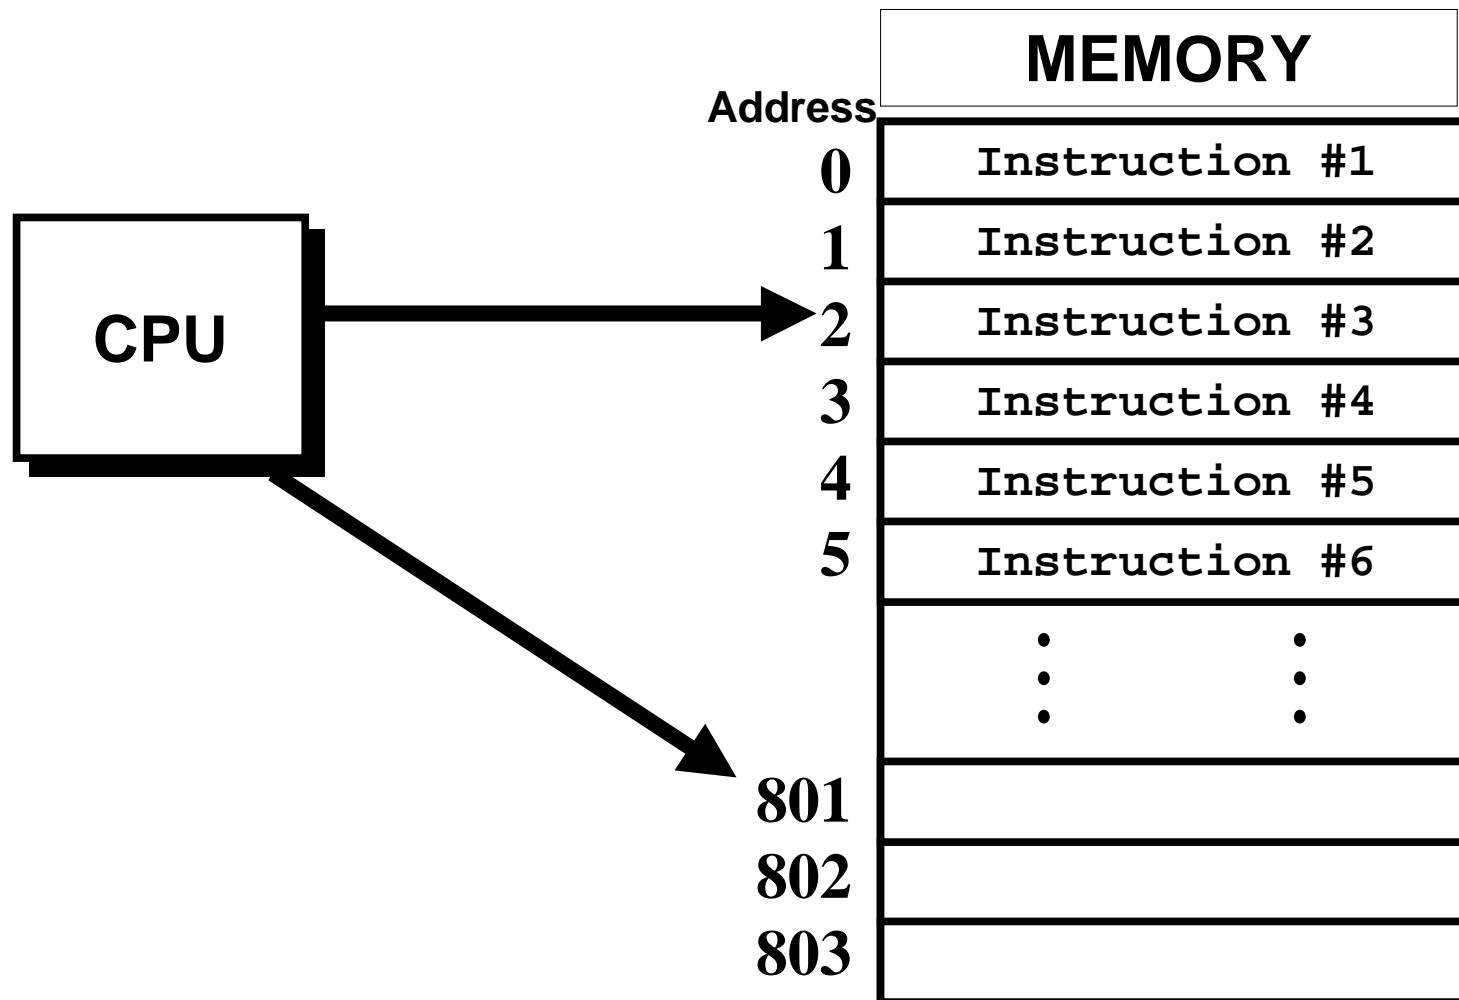 MEMORY
Address
0 Instruction #1
1 Instruction #2
CPU
2 Instruction #3
3 Instruction #4
4 Instruction #5
5 Instruction #6
801
802
803